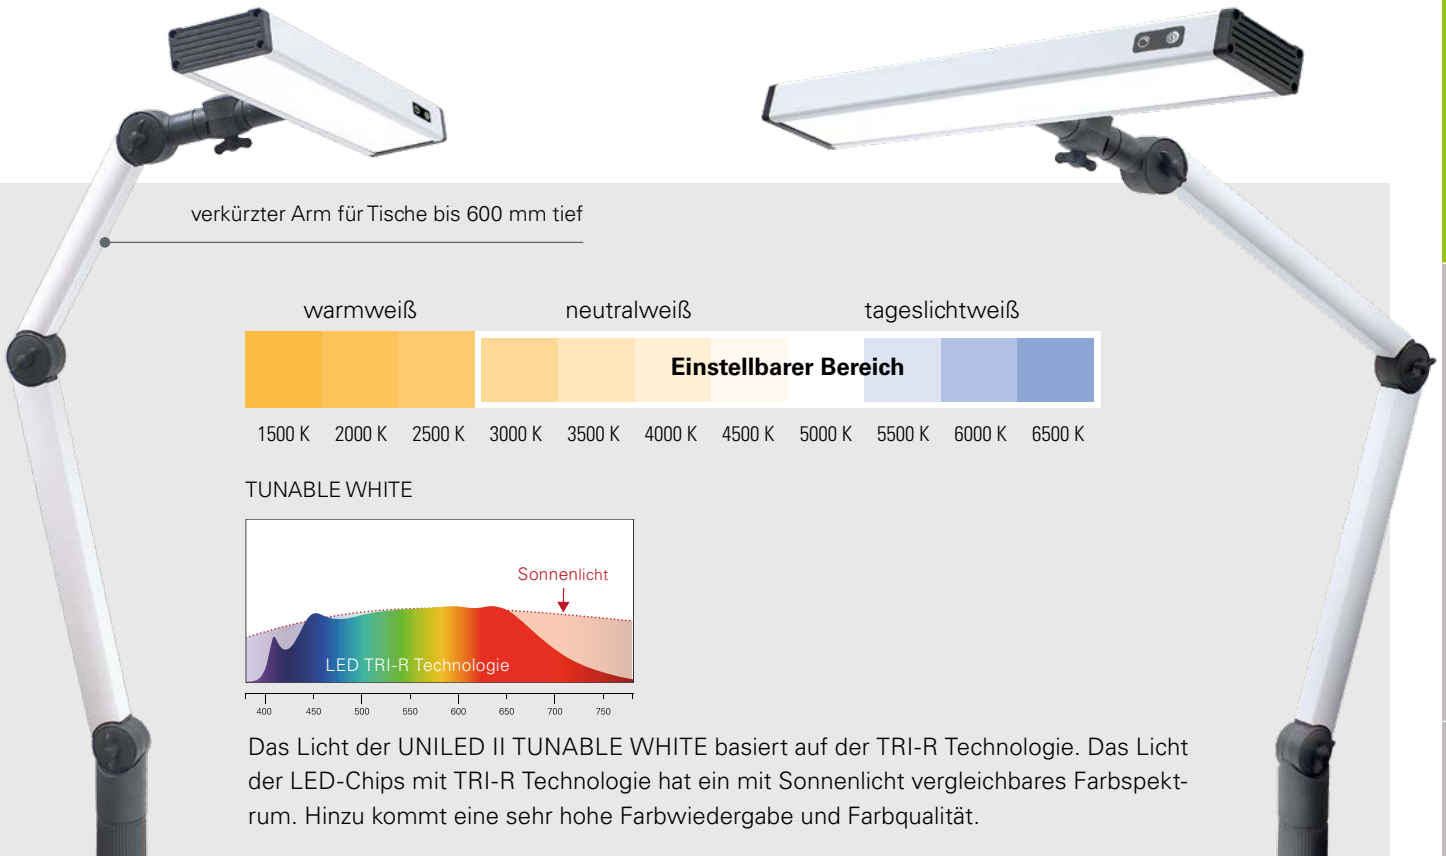 verkürzter Arm für Tische bis 600 mm tief
warmweiß neutralweiß tageslichtweiß
Einstellbarer Bereich
1500 K 2000 K 2500 K 3000 K 3500 K 4000 K 4500 K 5000 K 5500 K 6000 K 6500 K
TUNABLE WHITE
Sonnenlicht
LED TRI-R Technologie
400 450 500 550 600 650 700 750
Das Licht der UNILED II TUNABLE WHITE basiert auf der TRI-R Technologie. Das Licht
der LED-Chips mit TRI-R Technologie hat ein mit Sonnenlicht vergleichbares Farbspekt-
rum. Hinzu kommt eine sehr hohe Farbwiedergabe und Farbqualität.